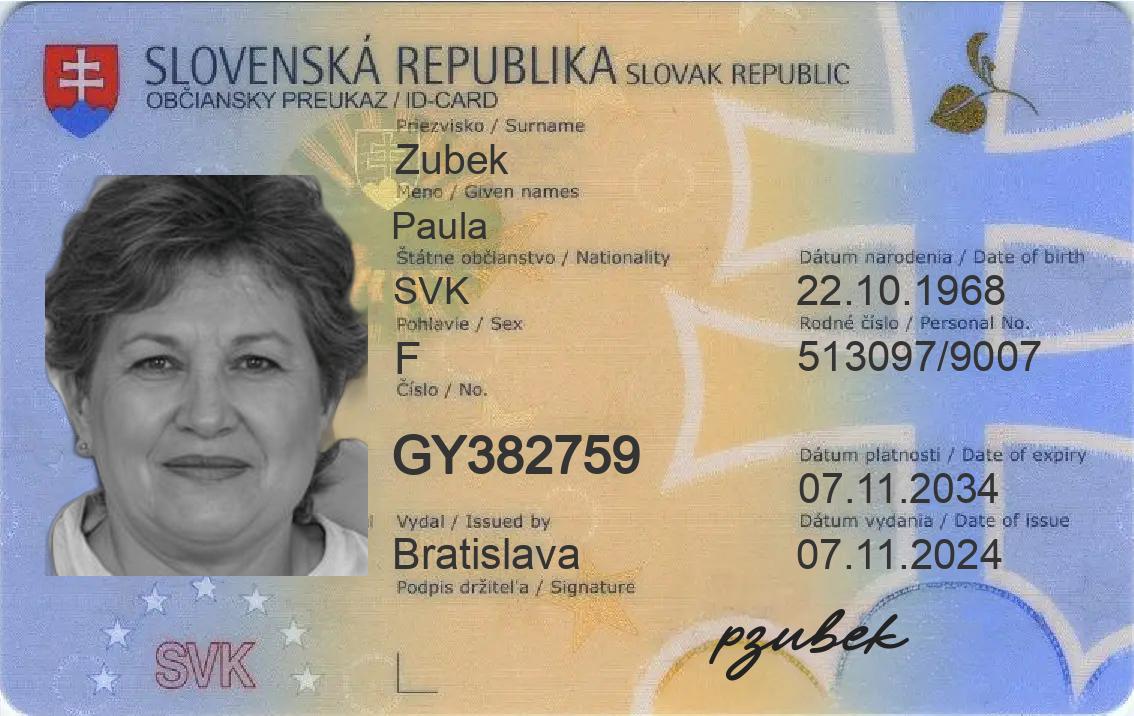 SLOVENSKÁ REPUBLIKA SLOVAK REPUBLIC
OBČIANSKY PREUKAZ / ID-CARD
Priezvisko / Surname
Zubek
Meno / Given names
Paula
Štátne občianstvo / Nationality
SVK
Dátum narodenia / Date of birth
22.10.1968
Pohlavie / Sex
F
Rodné číslo / Personal No.
513097/9007
Číslo / No.
GY382759
Dátum platnosti / Date of expiry
07.11.2034
Vydal / Issued by
Bratislava
Dátum vydania / Date of issue
07.11.2024
Podpis držiteľa / Signature
pzubek
SVK